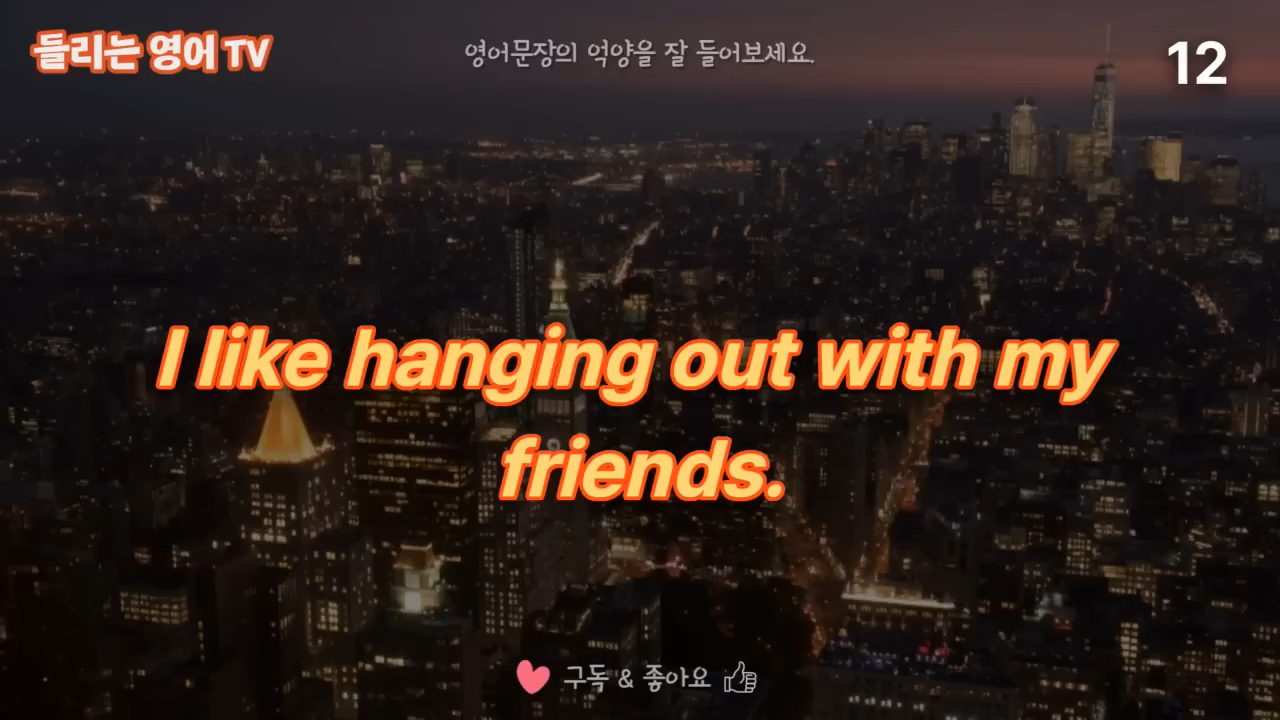 들리는 영어 TV
영어문장의 억양을 잘 들어보세요.
12
I like hanging out with my
friends.
구독 & 좋아요